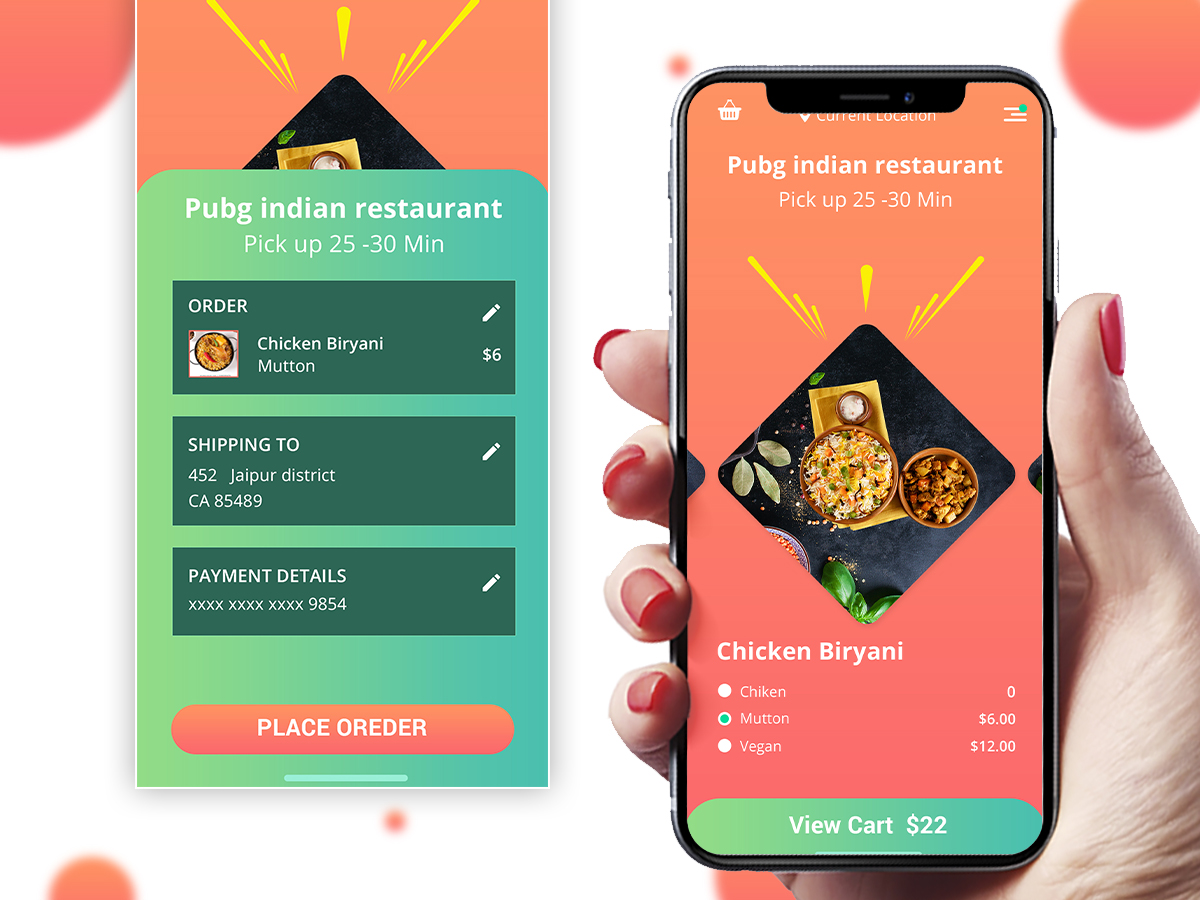 Pubg indian restaurant
Pick up 25 -30 Min
ORDER
Chicken Biryani
Mutton
$6
SHIPPING TO
452 Jaipur district
CA 85489
PAYMENT DETAILS
xxxx xxxx xxxx 9854
PLACE OREDER
Current Location
Pubg indian restaurant
Pick up 25 -30 Min
Chicken Biryani
Chiken 0
Mutton $6.00
Vegan $12.00
View Cart $22